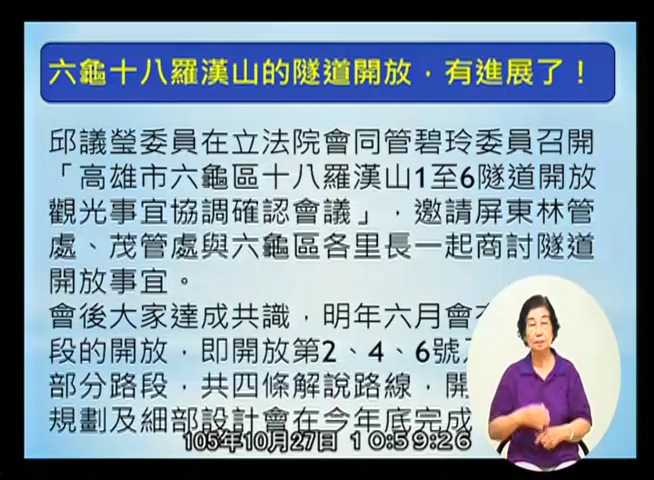 六龜十八羅漢山的隧道開放，有進展了！
邱議瑩委員在立法院會同管碧玲委員召開
「高雄市六龜區十八羅漢山1至6隧道開放
觀光事宜協調確認會議」，邀請屏東林管
處、茂管處與六龜區各里長一起商討隧道
開放事宜。
會後大家達成共識，明年六月會
段的開放，即開放第2、4、6號
部分路段，共四條解說路線，開
規劃及細部設計會在今年底完成
105年10月27日 10:59:26